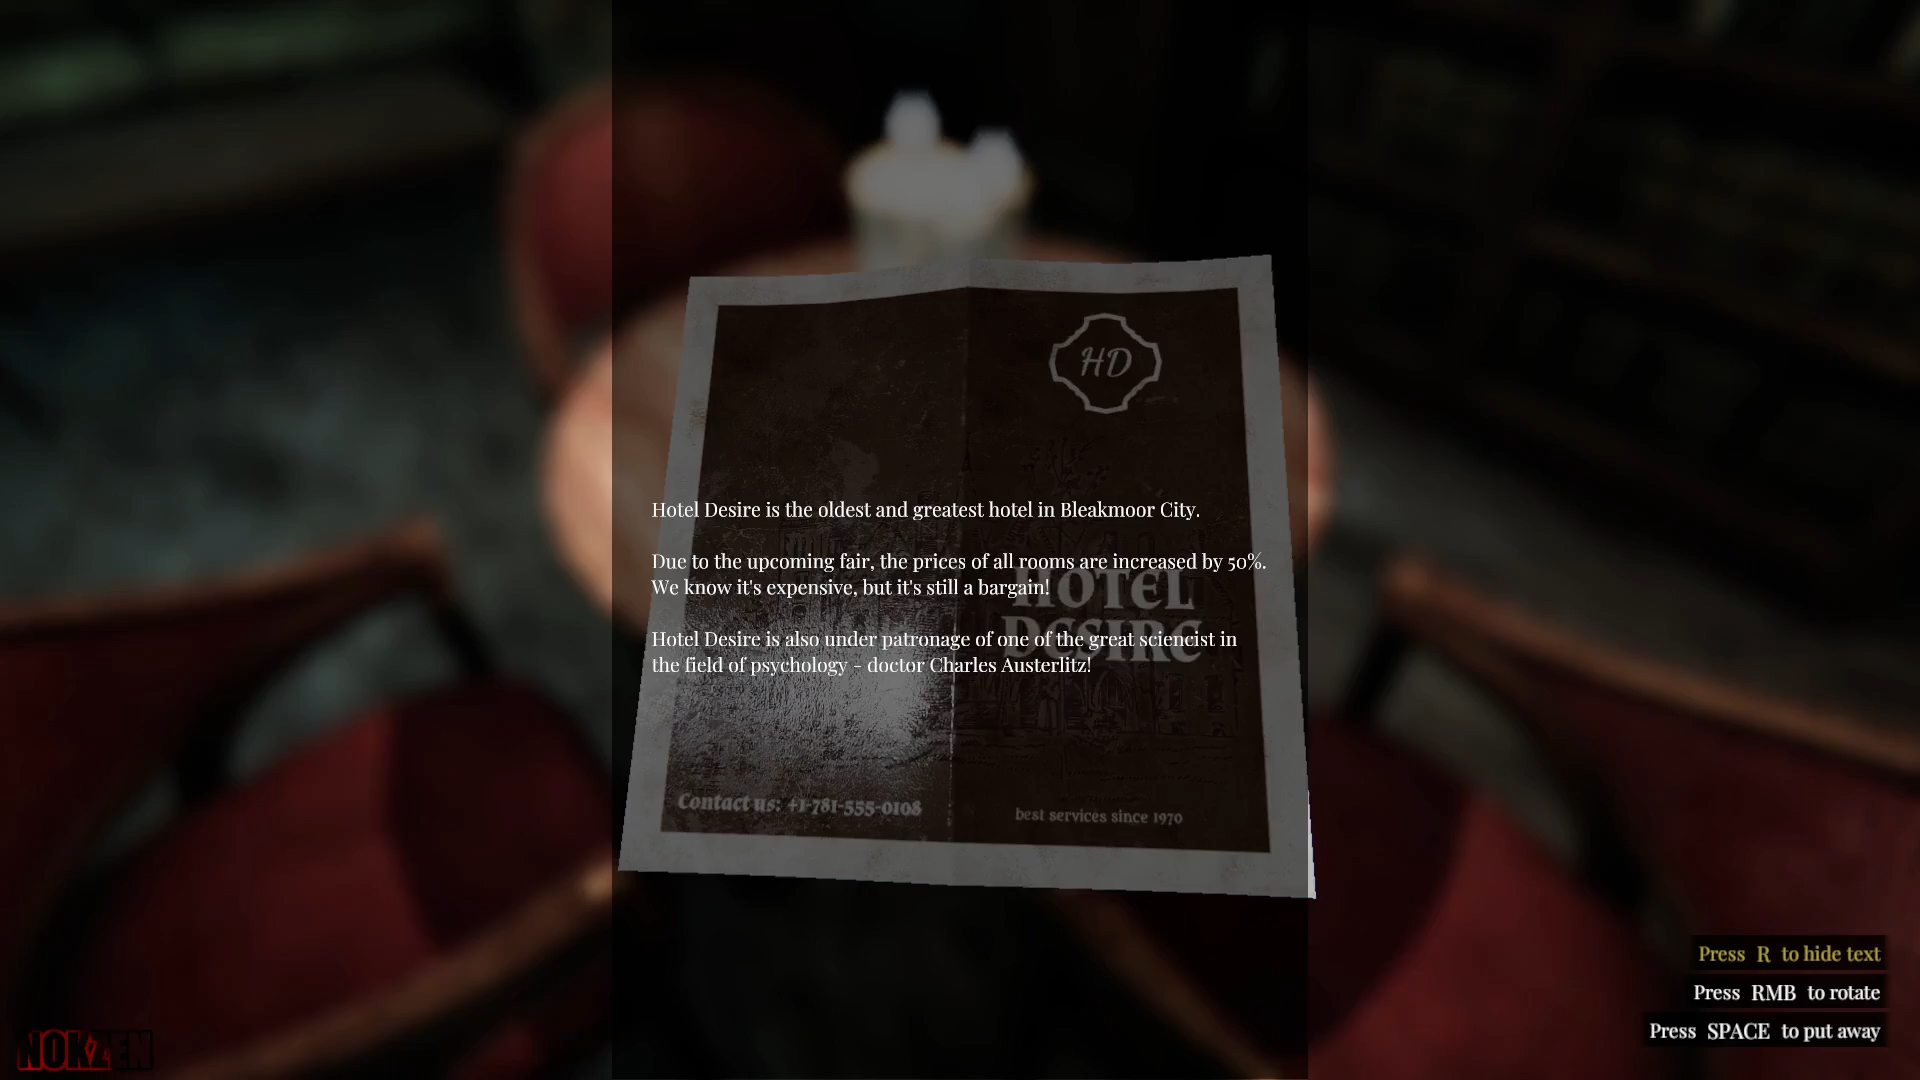 HD
Hotel Desire is the oldest and greatest hotel in Bleakmoor City.
Due to the upcoming fair, the prices of all rooms are increased by 50%.
We know it's expensive, but it's still a bargain!
HOTEL
DESIRE
Hotel Desire is also under patronage of one of the great sciencist in
the field of psychology - doctor Charles Austerlitz!
Contact us: +1-781-555-0108
best services since 1970
Press R to hide text
Press RMB to rotate
Press SPACE to put away
NOKZEN